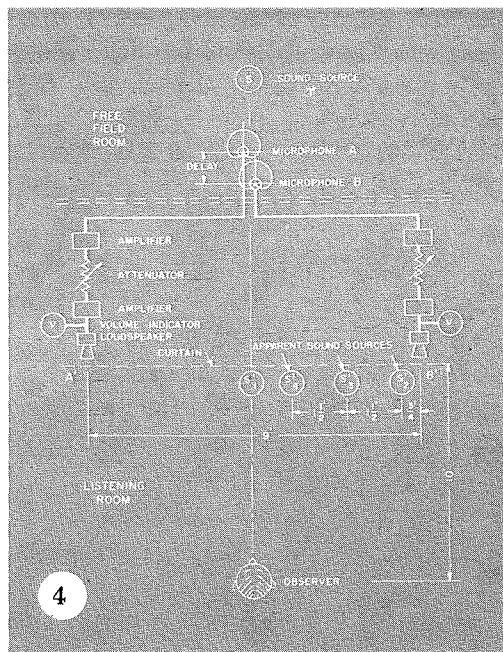 S
SOUND SOURCE
FREE
FIELD
ROOM
MICROPHONE A
DELAY
MICROPHONE B
AMPLIFIER
ATTENUATOR
AMPLIFIER
VOLUME INDICATOR
V
V
LOUDSPEAKER
CURTAIN
APPARENT SOUND SOURCES
A'
B'
9
LISTENING
ROOM
OBSERVER
4